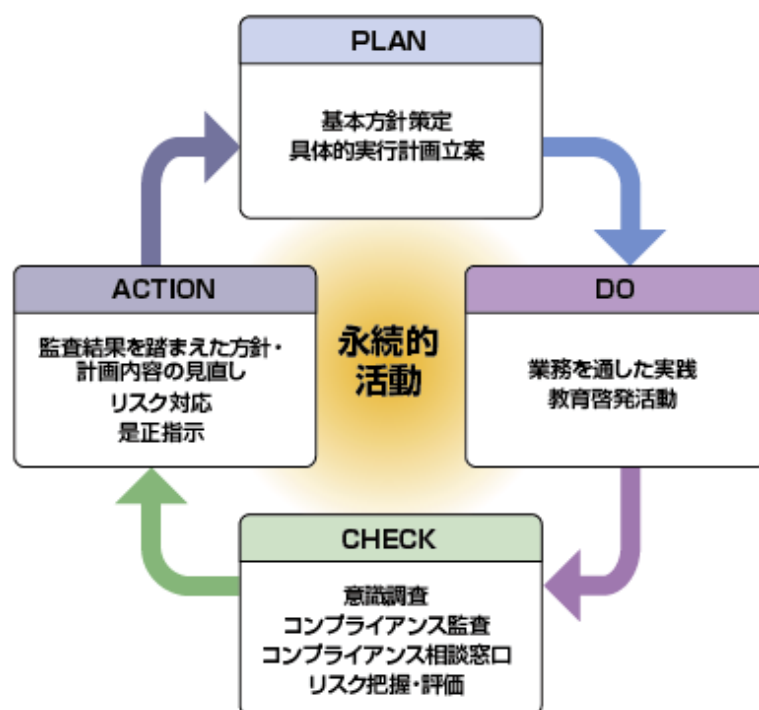 PLAN
基本方針策定
具体的実行計画立案
DO
業務を通した実践
教育啓発活動
CHECK
意識調査
コンプライアンス監査
コンプライアンス相談窓口
リスク把握・評価
ACTION
監査結果を踏まえた方針・
計画内容の見直し
リスク対応
是正指示
永続的
活動